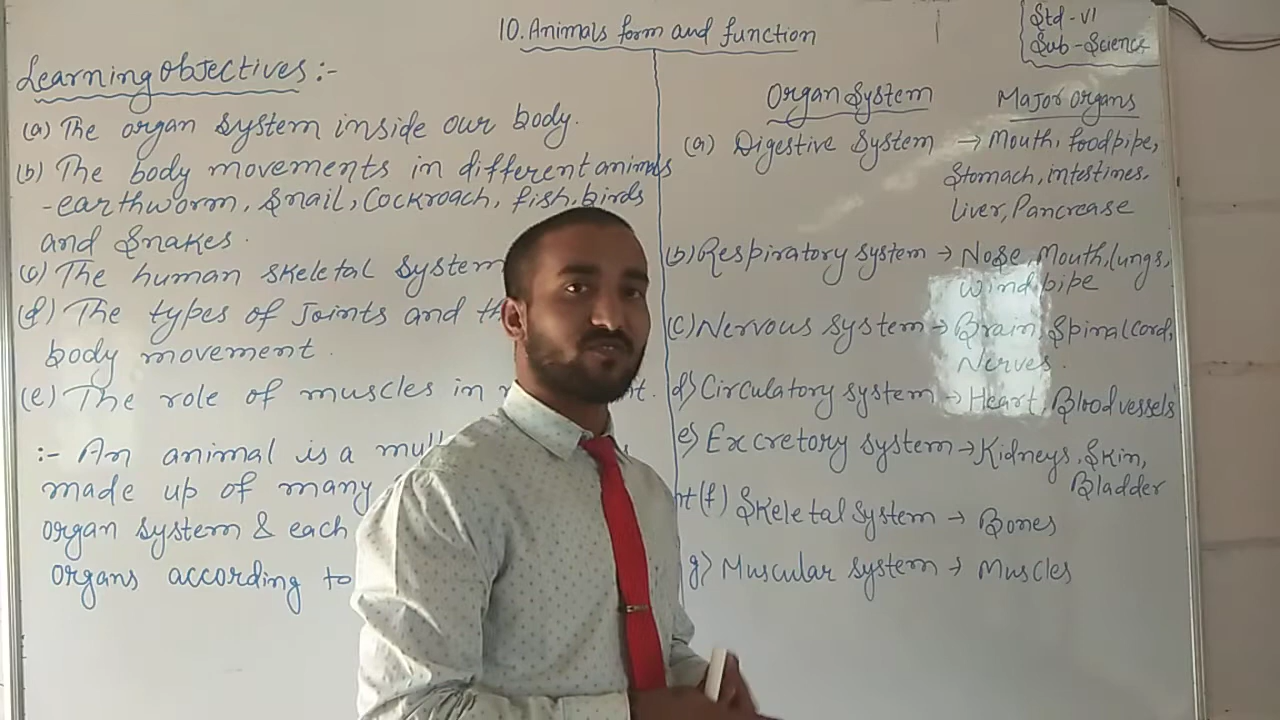 10. Animals form and function
Std - VI
Sub - Science
Learning Objectives :-
(a) The organ system inside our body.
(b) The body movements in different animals
- earthworm, Snail, Cockroach, fish, birds
and Snakes.
(c) The human skeletal system
(d) The types of Joints and
body movement.
(e) The role of muscles in
:- An animal is a
made up of many
organ system & each
organs according to
Organ System
Major organs
(a) Digestive System → Mouth, foodpipe,
Stomach, intestines,
liver, Pancrease
(b) Respiratory system → Nose, Mouth, lungs,
windpipe
(C) Nervous System → Brain, Spinal cord,
Nerves.
d) Circulatory system → Heart, Blood vessels
e) Excretory system → Kidneys, Skin,
Bladder
(f) Skeletal System → Bones
g) Muscular system → Muscles